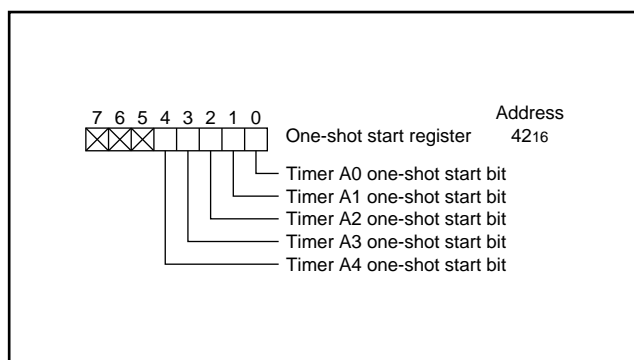 Address
7 6 5 4 3 2 1 0
One-shot start register 4216
Timer A0 one-shot start bit
Timer A1 one-shot start bit
Timer A2 one-shot start bit
Timer A3 one-shot start bit
Timer A4 one-shot start bit